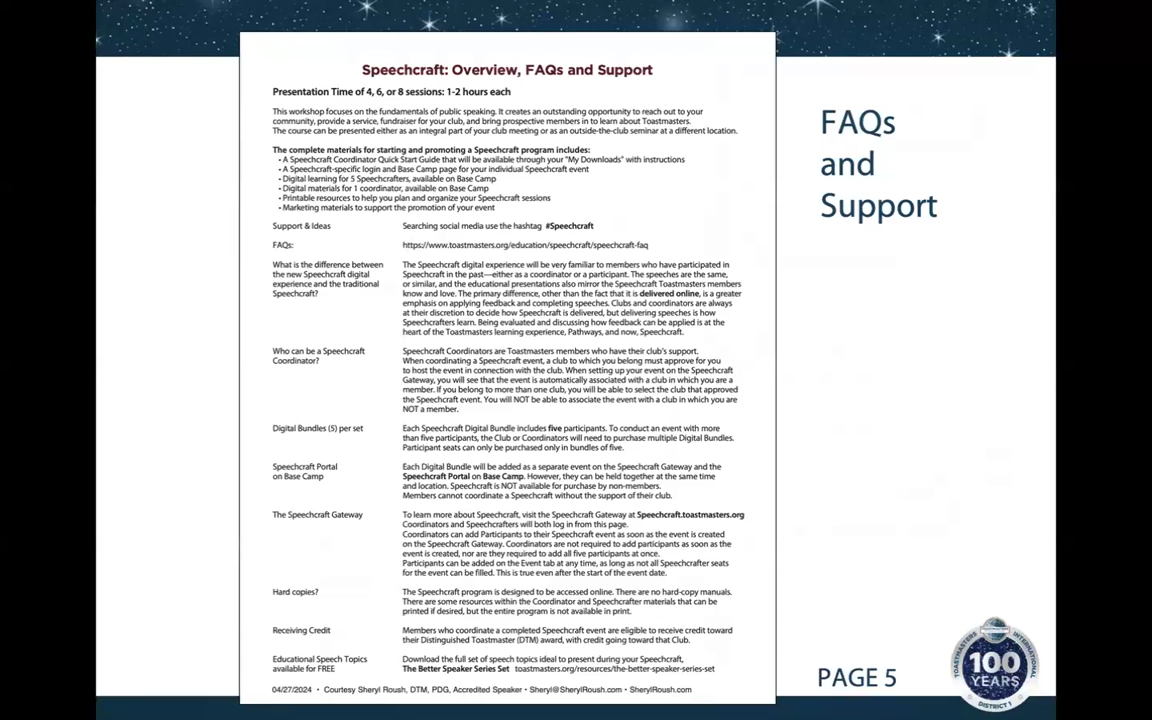 Speechcraft: Overview, FAQs and Support
Presentation Time of 4, 6, or 8 sessions: 1-2 hours each
This workshop focuses on the fundamentals of public speaking. It creates an outstanding opportunity to reach out to your
community, provide a service, fundraiser for your club, and bring prospective members in to learn about Toastmasters.
The course can be presented either as an integral part of your club meeting or as an outside-the-club seminar at a different location.
The complete materials for starting and promoting a Speechcraft program includes:
• A Speechcraft Coordinator Quick Start Guide that will be available through your "My Downloads" with instructions
• A Speechcraft-specific login and Base Camp page for your individual Speechcraft event
• Digital learning for 5 Speechcrafters, available on Base Camp
• Digital materials for 1 coordinator, available on Base Camp
• Printable resources to help you plan and organize your Speechcraft sessions
• Marketing materials to support the promotion of your event
Support & Ideas Searching social media use the hashtag #Speechcraft
FAQs: https://www.toastmasters.org/education/speechcraft/speechcraft-faq
What is the difference between
the new Speechcraft digital
experience and the traditional
Speechcraft?
The Speechcraft digital experience will be very familiar to members who have participated in
Speechcraft in the past—either as a coordinator or a participant. The speeches are the same,
or similar, and the educational presentations also mirror the Speechcraft Toastmasters members
know and love. The primary difference, other than the fact that it is delivered online, is a greater
emphasis on applying feedback and completing speeches. Clubs and coordinators are always
at their discretion to decide how Speechcraft is delivered, but delivering speeches is how
Speechcrafters learn. Being evaluated and discussing how feedback can be applied is at the
heart of the Toastmasters learning experience, Pathways, and now, Speechcraft.
Who can be a Speechcraft
Coordinator?
Speechcraft Coordinators are Toastmasters members who have their club's support.
When coordinating a Speechcraft event, a club to which you belong must approve for you
to host the event in connection with the club. When setting up your event on the Speechcraft
Gateway, you will see that the event is automatically associated with a club in which you are a
member. If you belong to more than one club, you will be able to select the club that approved
the Speechcraft event. You will NOT be able to associate the event with a club in which you are
NOT a member.
Digital Bundles (5) per set
Each Speechcraft Digital Bundle includes five participants. To conduct an event with more
than five participants, the Club or Coordinators will need to purchase multiple Digital Bundles.
Participant seats can only be purchased only in bundles of five.
Speechcraft Portal
on Base Camp
Each Digital Bundle will be added as a separate event on the Speechcraft Gateway and the
Speechcraft Portal on Base Camp. However, they can be held together at the same time
and location. Speechcraft is NOT available for purchase by non-members.
Members cannot coordinate a Speechcraft without the support of their club.
The Speechcraft Gateway
To learn more about Speechcraft, visit the Speechcraft Gateway at Speechcraft.toastmasters.org
Coordinators and Speechcrafters will both log in from this page.
Coordinators can add Participants to their Speechcraft event as soon as the event is created
on the Speechcraft Gateway. Coordinators are not required to add participants as soon as the
event is created, nor are they required to add all five participants at once.
Participants can be added on the Event tab at any time, as long as not all Speechcrafter seats
for the event can be filled. This is true even after the start of the event date.
Hard copies?
The Speechcraft program is designed to be accessed online. There are no hard-copy manuals.
There are some resources within the Coordinator and Speechcrafter materials that can be
printed if desired, but the entire program is not available in print.
Receiving Credit
Members who coordinate a completed Speechcraft event are eligible to receive credit toward
their Distinguished Toastmaster (DTM) award, with credit going toward that Club.
Educational Speech Topics
available for FREE
Download the full set of speech topics ideal to present during your Speechcraft,
The Better Speaker Series Set toastmasters.org/resources/the-better-speaker-series-set
04/27/2024 • Courtesy Sheryl Roush, DTM, PDG, Accredited Speaker • Sheryl@SherylRoush.com • SherylRoush.com
FAQs
and
Support
PAGE 5
TOASTMASTERS INTERNATIONAL
100
YEARS
DISTRICT 1